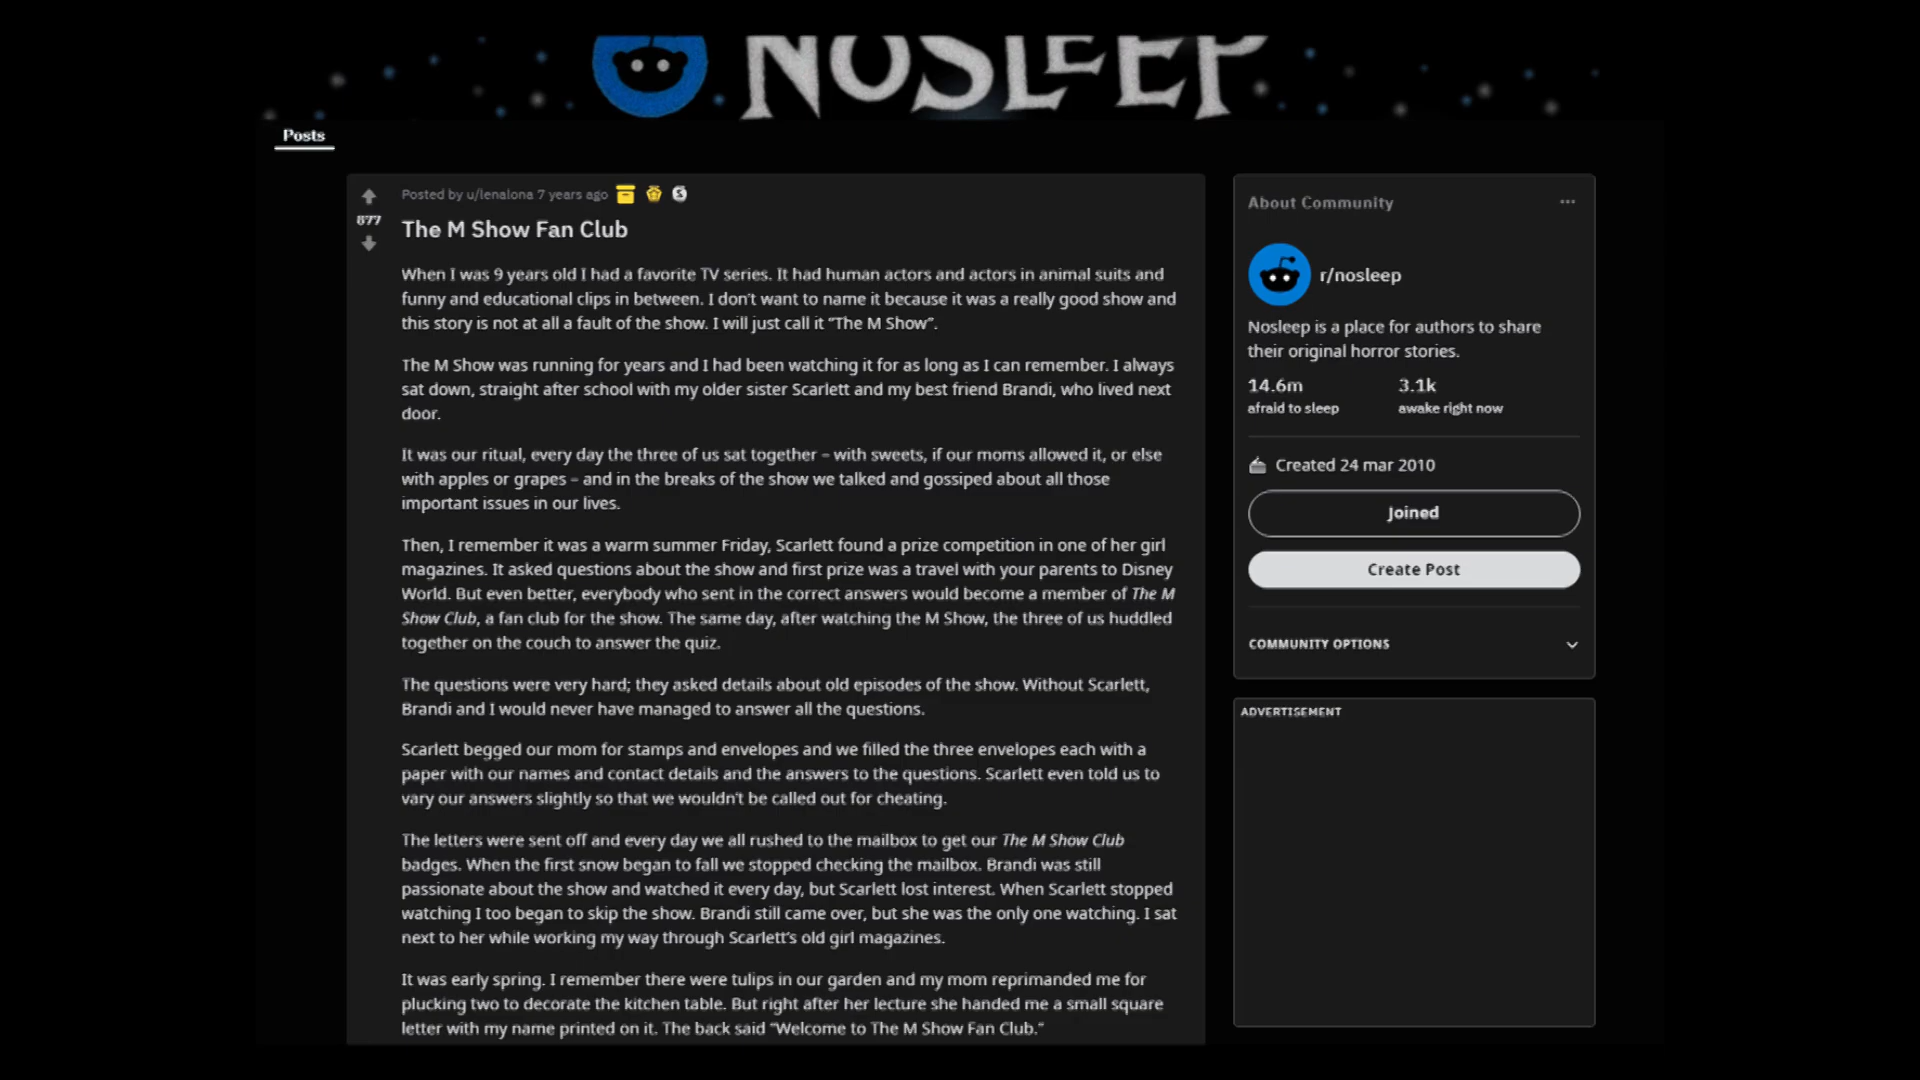 NOSLEEP
Posts
Posted by u/lenalona 7 years ago
877
The M Show Fan Club
When I was 9 years old I had a favorite TV series. It had human actors and actors in animal suits and
funny and educational clips in between. I don't want to name it because it was a really good show and
this story is not at all a fault of the show. I will just call it “The M Show”.
The M Show was running for years and I had been watching it for as long as I can remember. I always
sat down, straight after school with my older sister Scarlett and my best friend Brandi, who lived next
door.
It was our ritual, every day the three of us sat together – with sweets, if our moms allowed it, or else
with apples or grapes – and in the breaks of the show we talked and gossiped about all those
important issues in our lives.
Then, I remember it was a warm summer Friday, Scarlett found a prize competition in one of her girl
magazines. It asked questions about the show and first prize was a travel with your parents to Disney
World. But even better, everybody who sent in the correct answers would become a member of The M
Show Club, a fan club for the show. The same day, after watching the M Show, the three of us huddled
together on the couch to answer the quiz.
The questions were very hard; they asked details about old episodes of the show. Without Scarlett,
Brandi and I would never have managed to answer all the questions.
Scarlett begged our mom for stamps and envelopes and we filled the three envelopes each with a
paper with our names and contact details and the answers to the questions. Scarlett even told us to
vary our answers slightly so that we wouldn't be called out for cheating.
The letters were sent off and every day we all rushed to the mailbox to get our The M Show Club
badges. When the first snow began to fall we stopped checking the mailbox. Brandi was still
passionate about the show and watched it every day, but Scarlett lost interest. When Scarlett stopped
watching I too began to skip the show. Brandi still came over, but she was the only one watching. I sat
next to her while working my way through Scarlett's old girl magazines.
It was early spring. I remember there were tulips in our garden and my mom reprimanded me for
plucking two to decorate the kitchen table. But right after her lecture she handed me a small square
letter with my name printed on it. The back said “Welcome to The M Show Fan Club.”
About Community
r/nosleep
Nosleep is a place for authors to share
their original horror stories.
14.6m 3.1k
afraid to sleep awake right now
Created 24 mar 2010
Joined
Create Post
COMMUNITY OPTIONS
ADVERTISEMENT